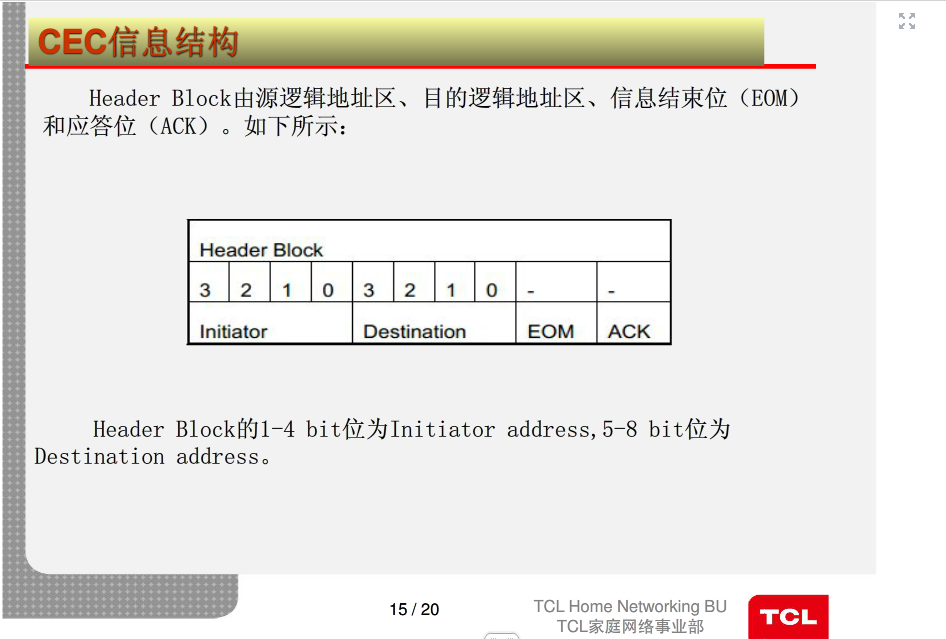 CEC信息结构
Header Block由源逻辑地址区、目的逻辑地址区、信息结束位（EOM）
和应答位（ACK）。如下所示：
Header Block
3 2 1 0 3 2 1 0 - -
Initiator Destination EOM ACK
Header Block的1-4 bit位为Initiator address,5-8 bit位为
Destination address。
15 / 20
TCL Home Networking BU
TCL家庭网络事业部
TCL